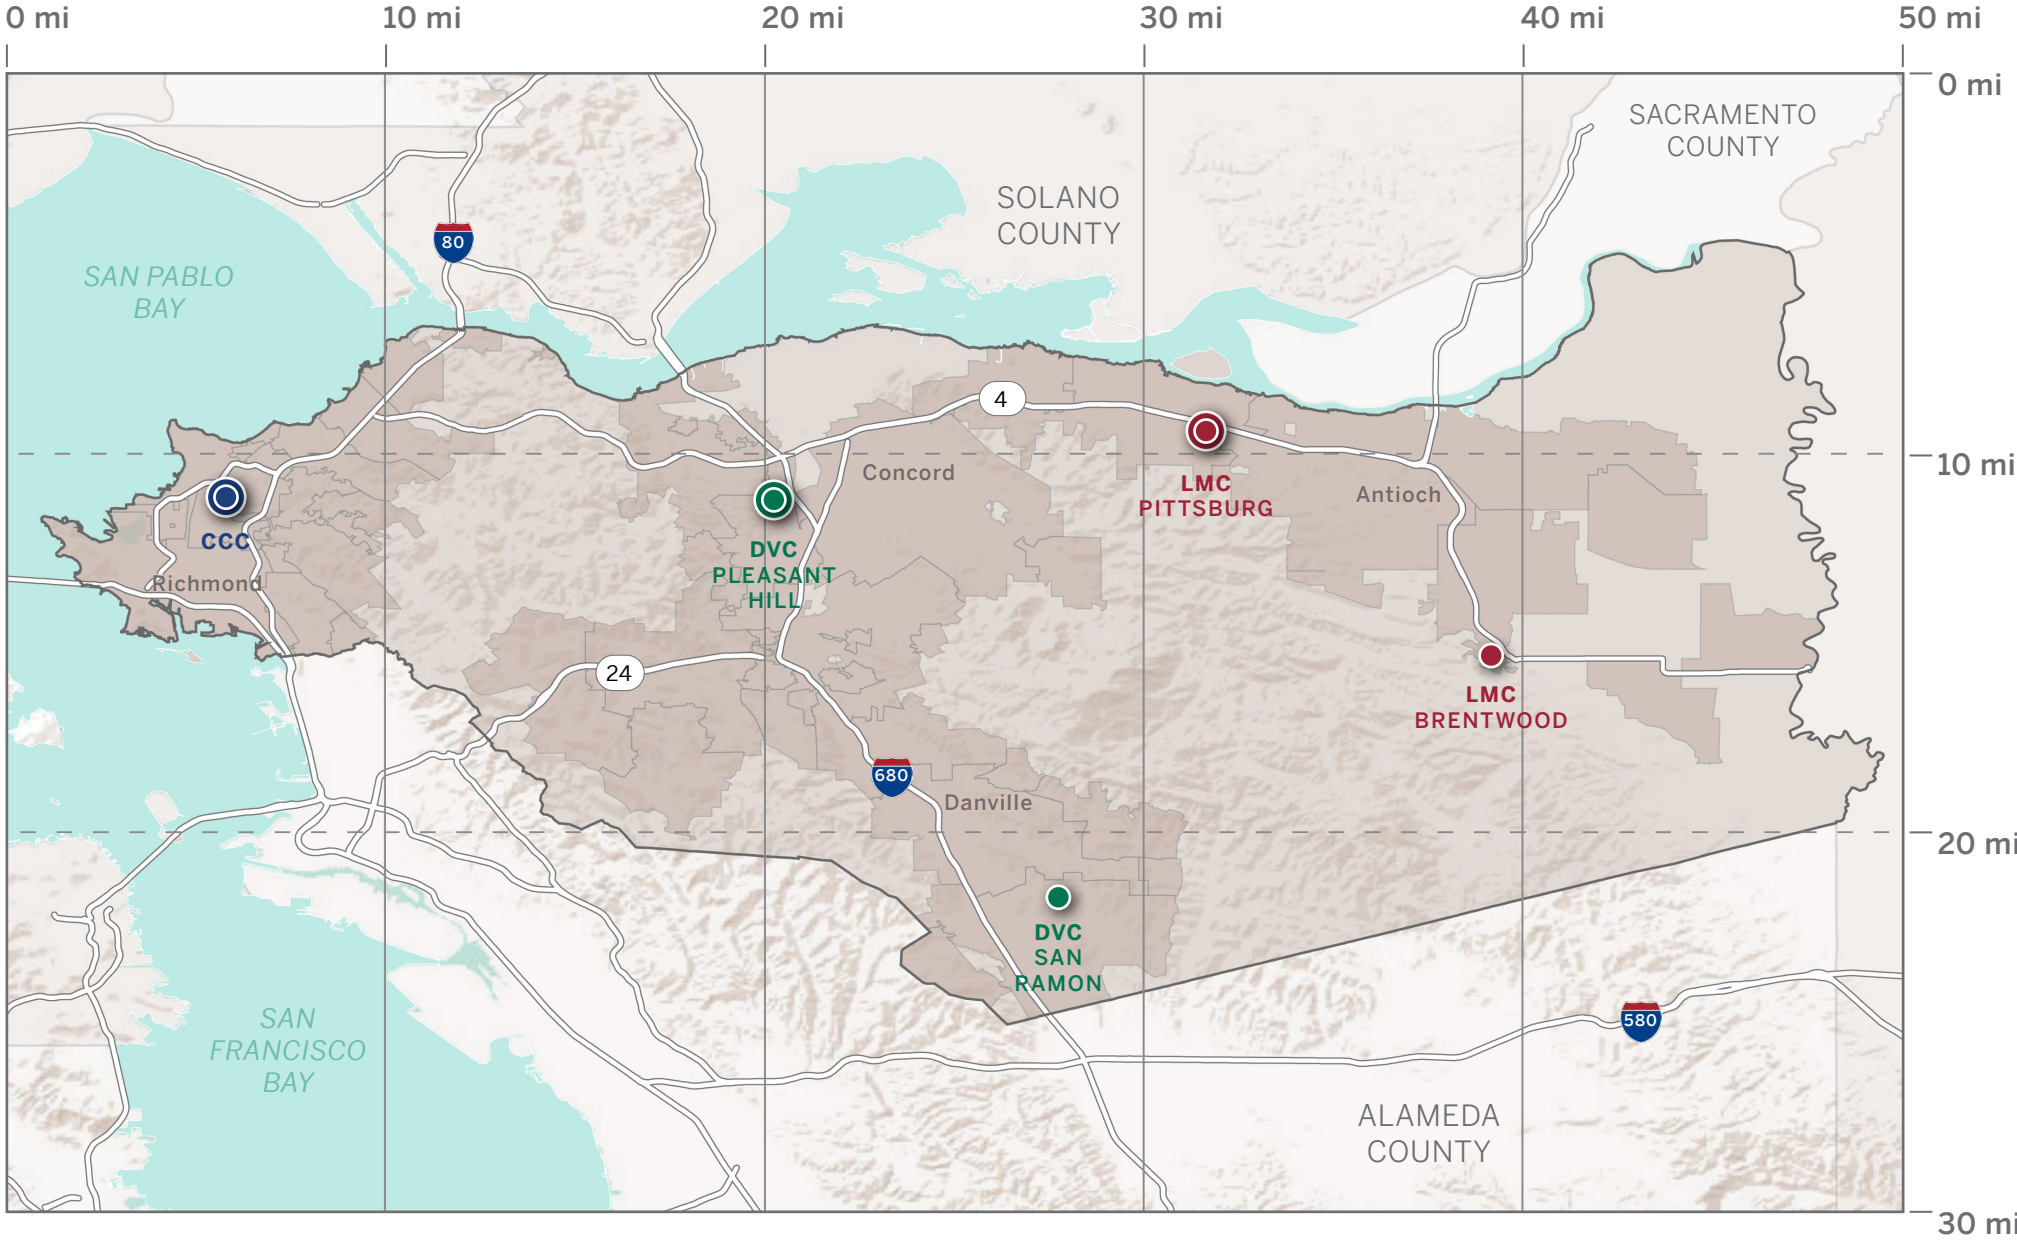 0 mi
10 mi
20 mi
30 mi
40 mi
50 mi
0 mi
SACRAMENTO
COUNTY
SOLANO
COUNTY
80
SAN PABLO
BAY
4
10 mi
Concord
LMC
PITTSBURG
Antioch
CCC
DVC
PLEASANT
HILL
Richmond
24
LMC
BRENTWOOD
680
Danville
20 mi
DVC
SAN
RAMON
SAN
FRANCISCO
BAY
580
ALAMEDA
COUNTY
30 mi